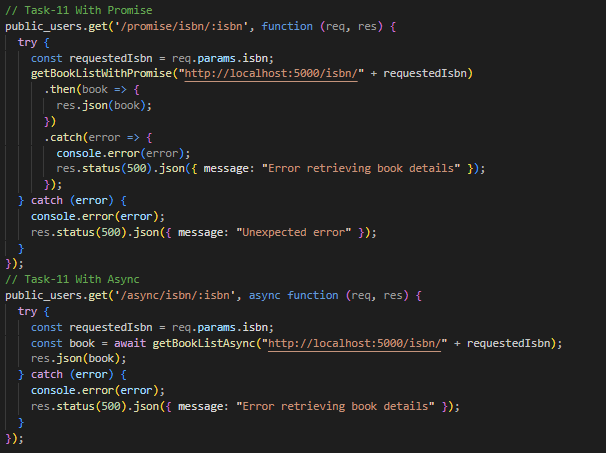 // Task-11 With Promise
public_users.get('/promise/isbn/:isbn', function (req, res) {
  try {
    const requestedIsbn = req.params.isbn;
    getBookListWithPromise("http://localhost:5000/isbn/" + requestedIsbn)
      .then(book => {
        res.json(book);
      })
      .catch(error => {
        console.error(error);
        res.status(500).json({ message: "Error retrieving book details" });
      });
  } catch (error) {
    console.error(error);
    res.status(500).json({ message: "Unexpected error" });
  }
});
// Task-11 With Async
public_users.get('/async/isbn/:isbn', async function (req, res) {
  try {
    const requestedIsbn = req.params.isbn;
    const book = await getBookListAsync("http://localhost:5000/isbn/" + requestedIsbn);
    res.json(book);
  } catch (error) {
    console.error(error);
    res.status(500).json({ message: "Error retrieving book details" });
  }
});